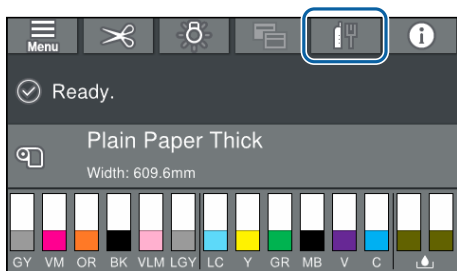 Menu
Ready.
Plain Paper Thick
Width: 609.6mm
GY VM OR BK VLM LGY LC Y GR MB V C